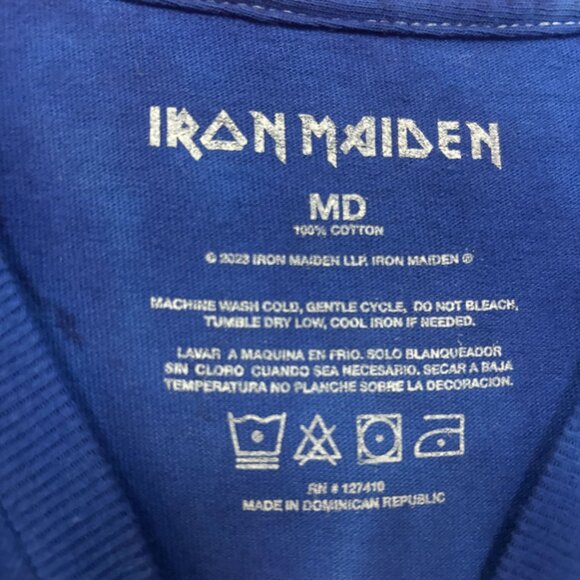 IRON MAIDEN
MD
100% COTTON
© 2023 IRON MAIDEN LLP. IRON MAIDEN ®
MACHINE WASH COLD, GENTLE CYCLE, DO NOT BLEACH,
TUMBLE DRY LOW, COOL IRON IF NEEDED.
LAVAR A MAQUINA EN FRIO. SOLO BLANQUEADOR
SIN CLORO CUANDO SEA NECESARIO. SECAR A BAJA
TEMPERATURA NO PLANCHE SOBRE LA DECORACION.
RN # 127410
MADE IN DOMINICAN REPUBLIC